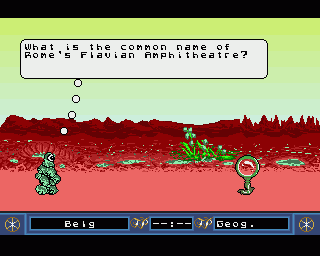 What is the common name of
Rome's Flavian Amphitheatre?
Belg --:-- Geog.